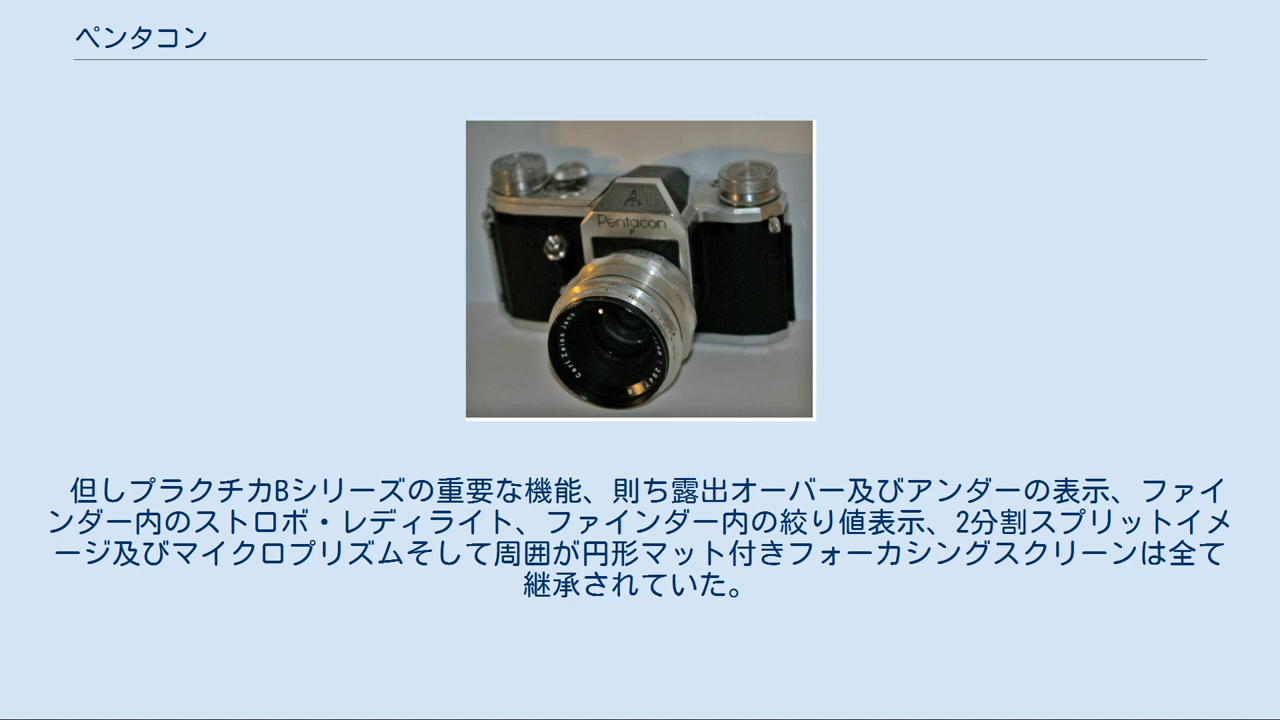 ペンタコン
Pentacon
F
Carl Zeiss Jena
但しプラクチカBシリーズの重要な機能、則ち露出オーバー及びアンダーの表示、ファイ
ンダー内のストロボ・レディライト、ファインダー内の絞り値表示、2分割スプリットイメ
ージ及びマイクロプリズムそして周囲が円形マット付きフォーカシングスクリーンは全て
継承されていた。